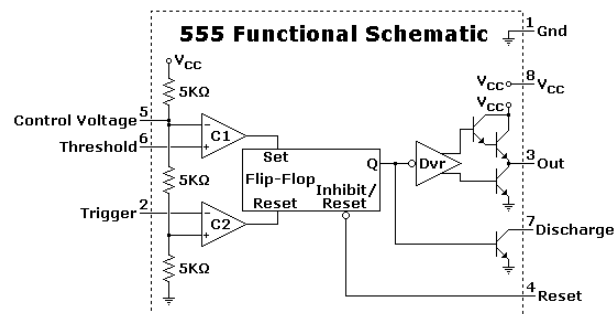 555 Functional Schematic
1 Gnd
VCC
8 VCC
VCC
VCC
5KΩ
5
Control Voltage
6
Threshold
- C1
+
5KΩ
Set
Flip-Flop
Q
Inhibit/
Reset
Reset
Dvr
3 Out
2
Trigger
- C2
+
7 Discharge
5KΩ
4 Reset